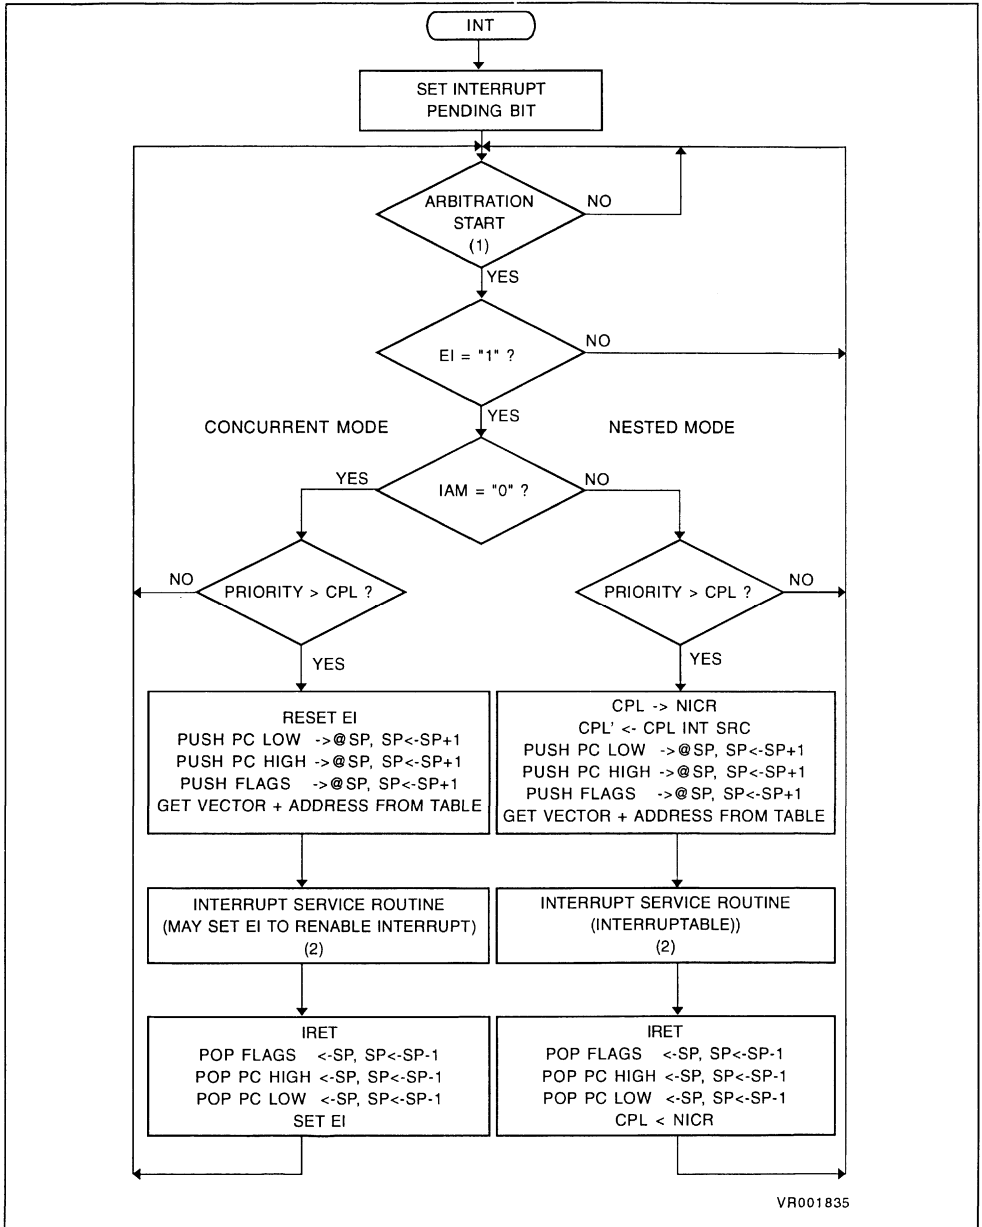 INT
SET INTERRUPT
PENDING BIT
ARBITRATION
START
(1)
NO
YES
EI = "1" ?
NO
YES
CONCURRENT MODE
NESTED MODE
YES
IAM = "0" ?
NO
NO
PRIORITY > CPL ?
PRIORITY > CPL ?
NO
YES
YES
RESET EI
PUSH PC LOW ->@SP, SP<-SP+1
PUSH PC HIGH ->@SP, SP<-SP+1
PUSH FLAGS ->@SP, SP<-SP+1
GET VECTOR + ADDRESS FROM TABLE
CPL -> NICR
CPL' <- CPL INT SRC
PUSH PC LOW ->@SP, SP<-SP+1
PUSH PC HIGH ->@SP, SP<-SP+1
PUSH FLAGS ->@SP, SP<-SP+1
GET VECTOR + ADDRESS FROM TABLE
INTERRUPT SERVICE ROUTINE
(MAY SET EI TO RENABLE INTERRUPT)
(2)
INTERRUPT SERVICE ROUTINE
(INTERRUPTABLE))
(2)
IRET
POP FLAGS <-SP, SP<-SP-1
POP PC HIGH <-SP, SP<-SP-1
POP PC LOW <-SP, SP<-SP-1
SET EI
IRET
POP FLAGS <-SP, SP<-SP-1
POP PC HIGH <-SP, SP<-SP-1
POP PC LOW <-SP, SP<-SP-1
CPL < NICR
VR001835